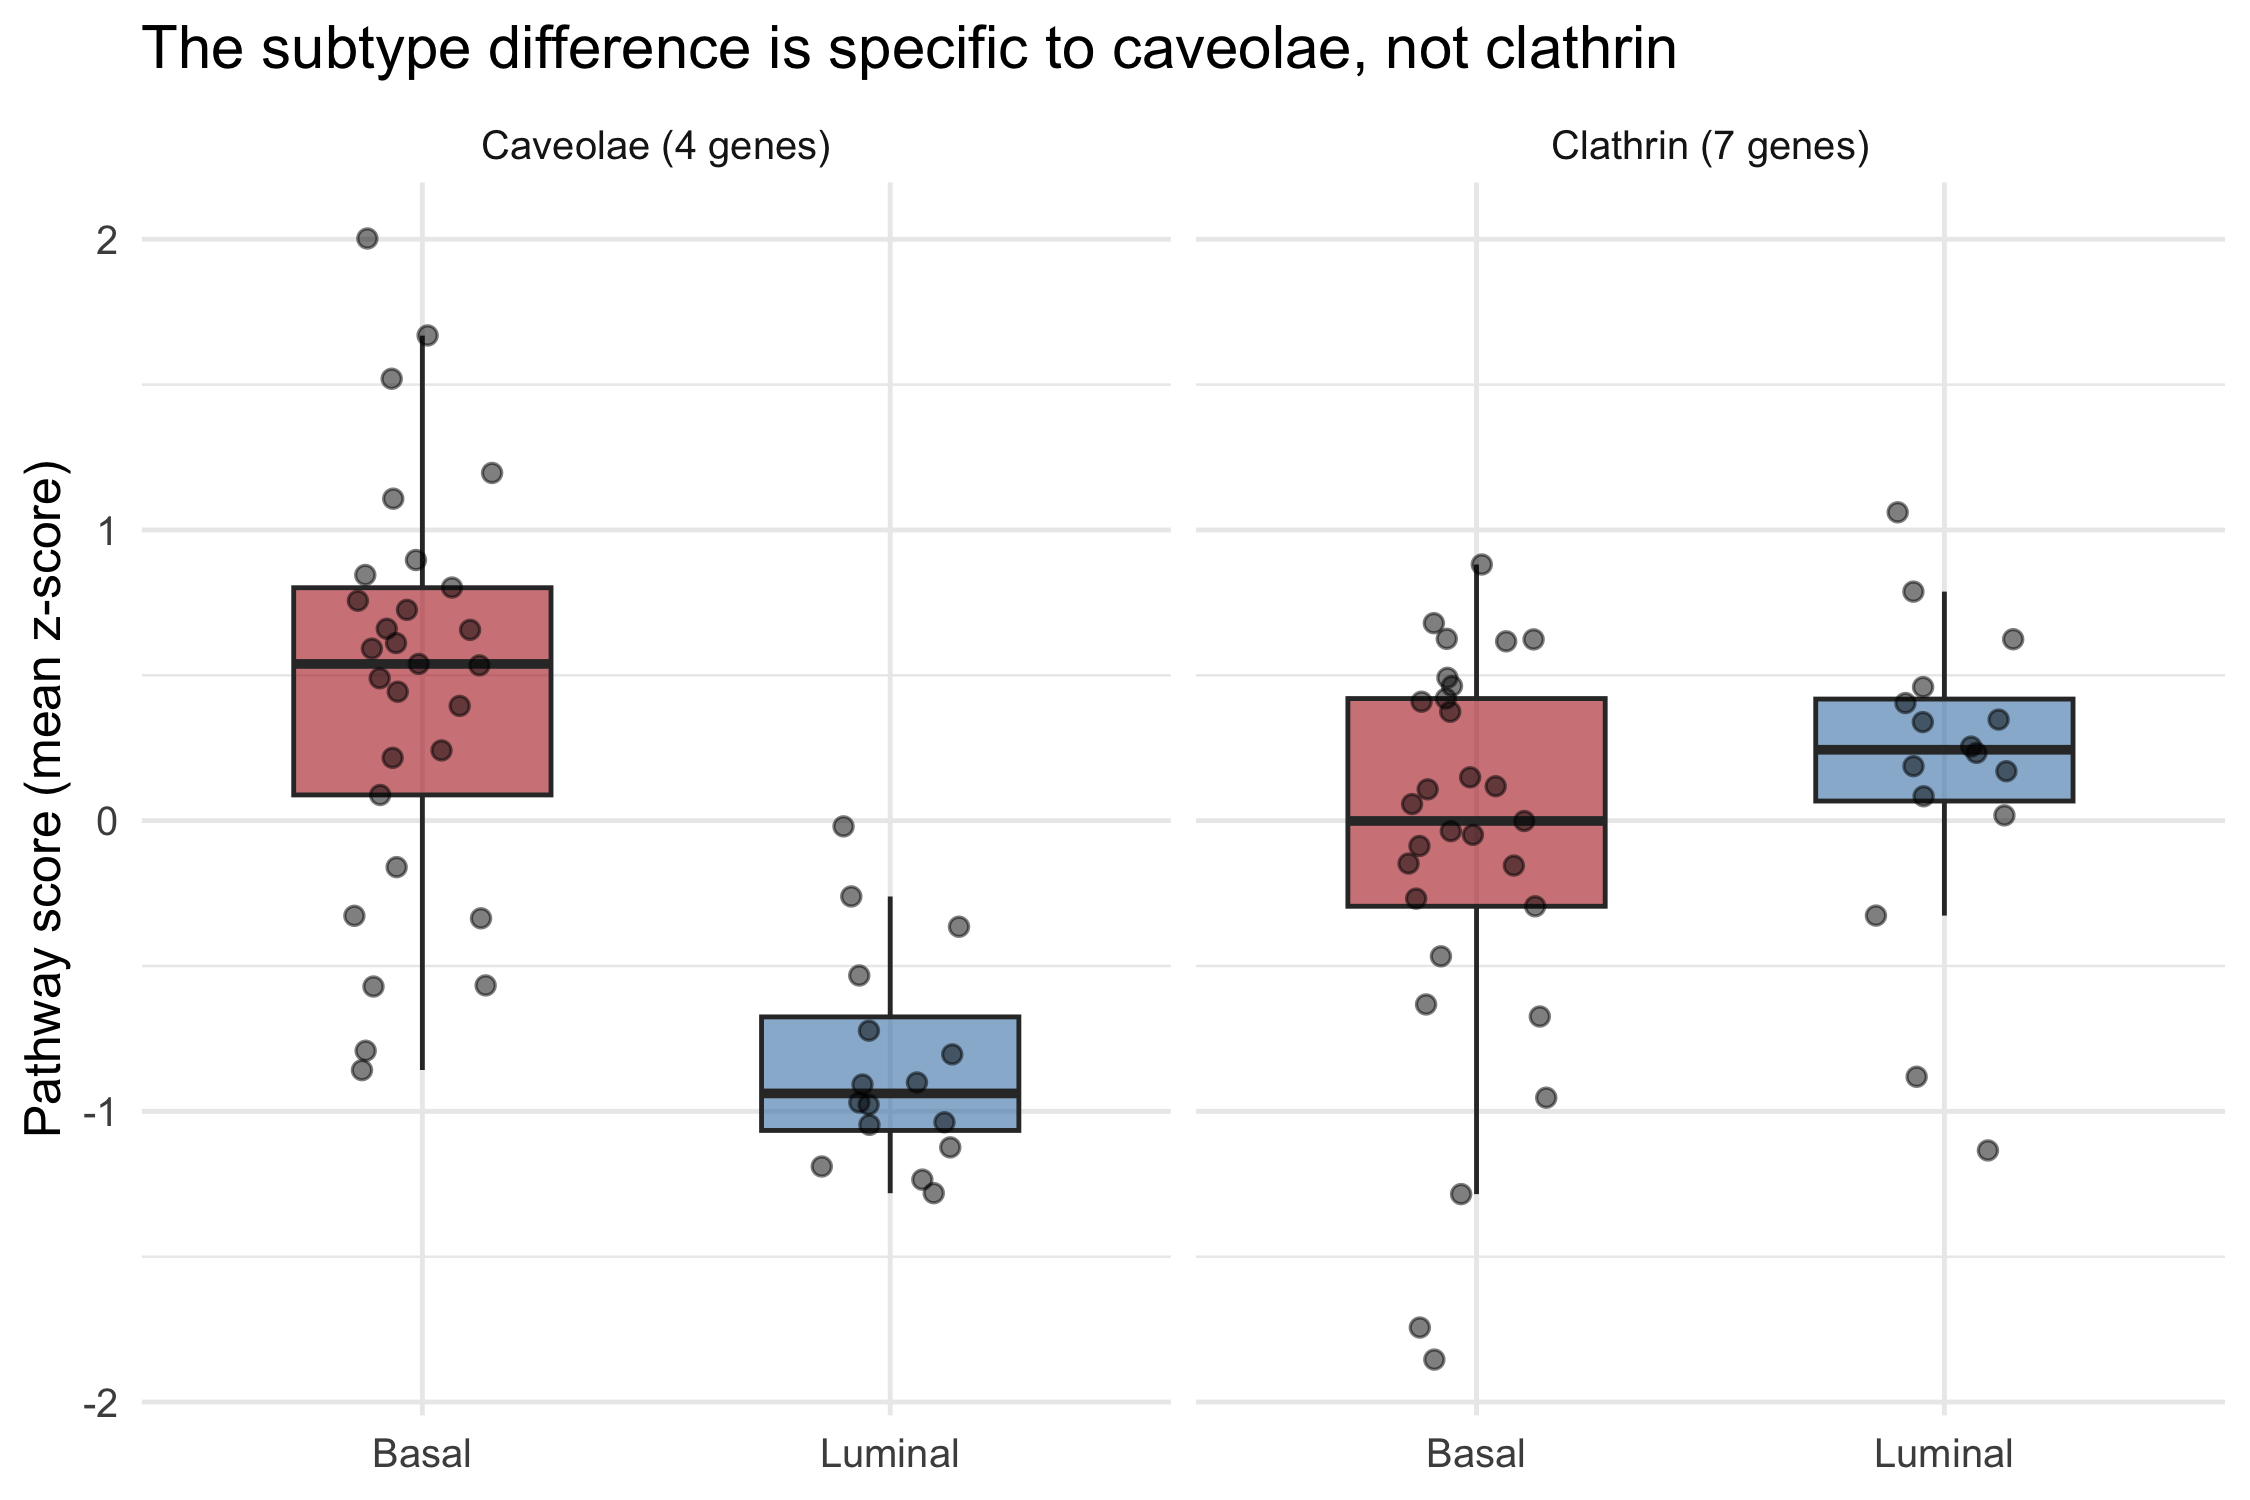 The subtype difference is specific to caveolae, not clathrin
Caveolae (4 genes)
Clathrin (7 genes)
Pathway score (mean z-score)
2
1
0
-1
-2
Basal
Luminal
Basal
Luminal